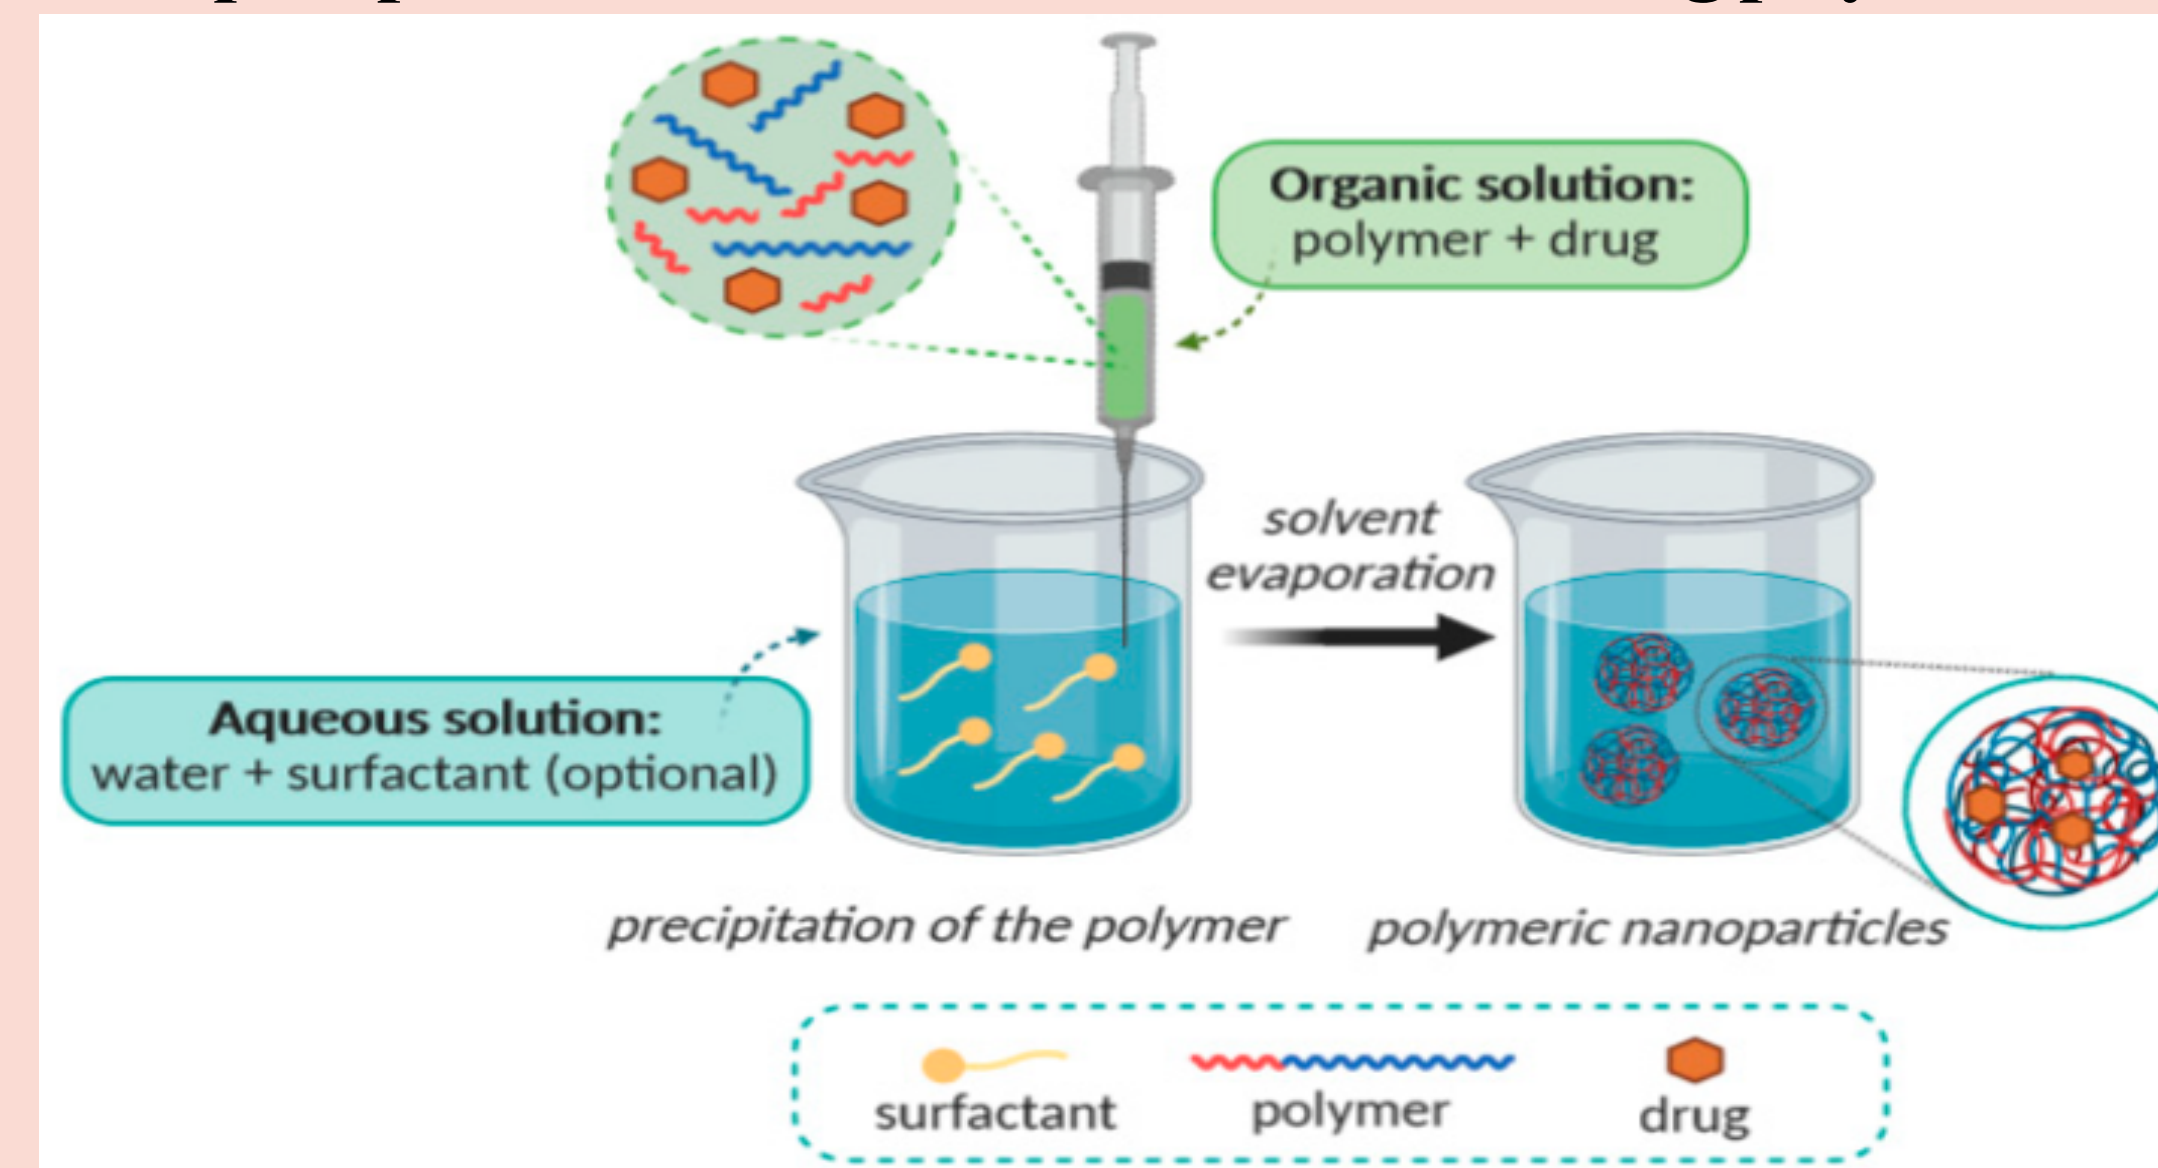 Organic solution:
polymer + drug
solvent
evaporation
Aqueous solution:
water + surfactant (optional)
precipitation of the polymer
polymeric nanoparticles
surfactant
polymer
drug